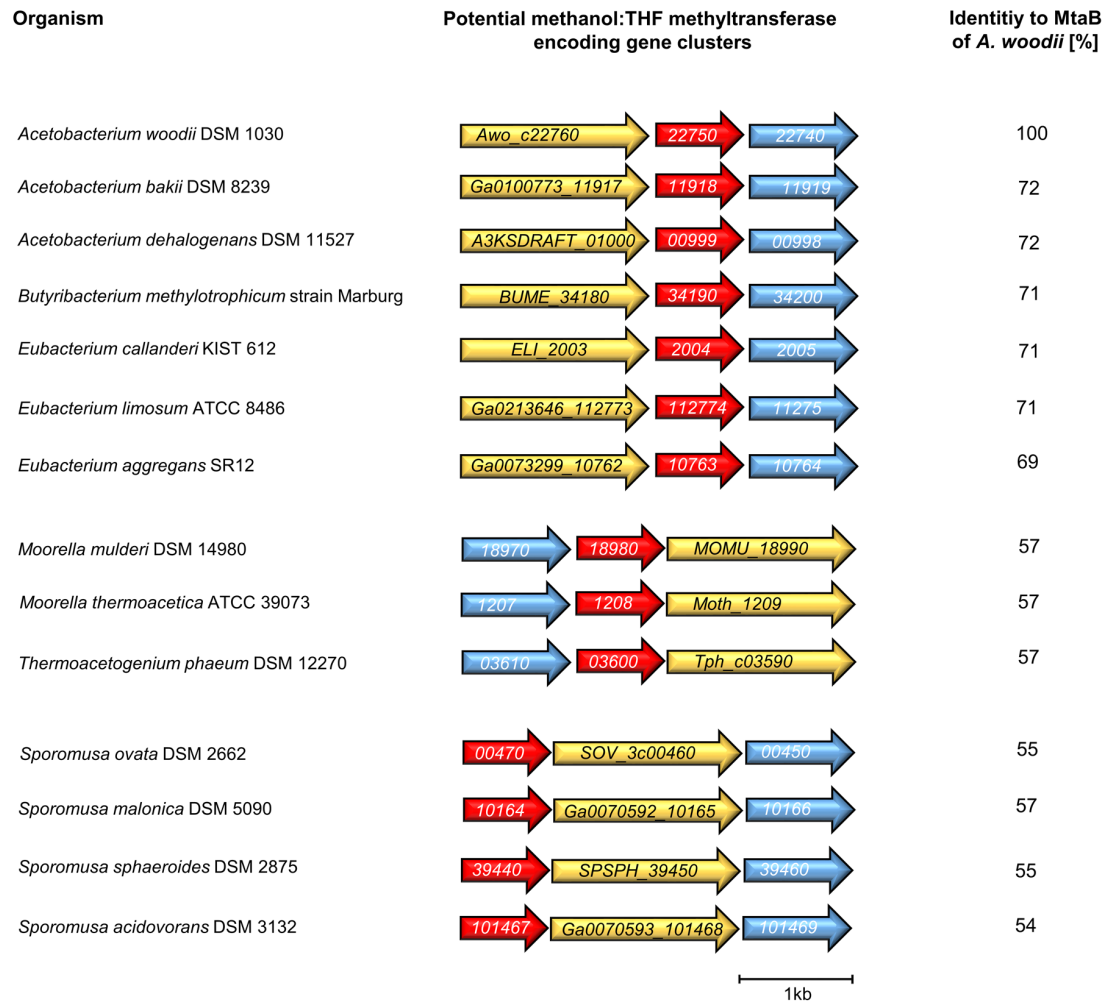 Organism
Potential methanol:THF methyltransferase
encoding gene clusters
Identitiy to MtaB
of A. woodii [%]
Acetobacterium woodii DSM 1030 Awo_c22760 22750 22740 100
Acetobacterium bakii DSM 8239 Ga0100773_11917 11918 11919 72
Acetobacterium dehalogenans DSM 11527 A3KSDRAFT_01000 00999 00998 72
Butyribacterium methylotrophicum strain Marburg BUME_34180 34190 34200 71
Eubacterium callanderi KIST 612 ELI_2003 2004 2005 71
Eubacterium limosum ATCC 8486 Ga0213646_112773 112774 11275 71
Eubacterium aggregans SR12 Ga0073299_10762 10763 10764 69
Moorella mulderi DSM 14980 18970 18980 MOMU_18990 57
Moorella thermoacetica ATCC 39073 1207 1208 Moth_1209 57
Thermoacetogenium phaeum DSM 12270 03610 03600 Tph_c03590 57
Sporomusa ovata DSM 2662 00470 SOV_3c00460 00450 55
Sporomusa malonica DSM 5090 10164 Ga0070592_10165 10166 57
Sporomusa sphaeroides DSM 2875 39440 SPSPH_39450 39460 55
Sporomusa acidovorans DSM 3132 101467 Ga0070593_101468 101469 54
1kb